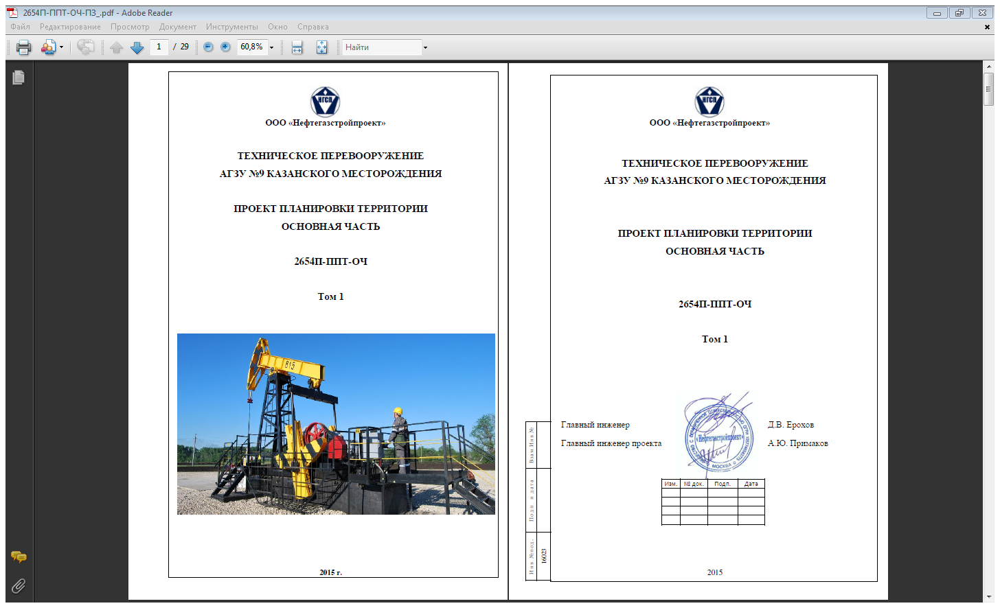 2654П-ППТ-ОЧ-ПЗ_.pdf - Adobe Reader
Файл Редактирование Просмотр Документ Инструменты Окно Справка
1 / 29 60,8% Найти
НГСП
ООО «Нефтегазстройпроект»
ТЕХНИЧЕСКОЕ ПЕРЕВООРУЖЕНИЕ
АГЗУ №9 КАЗАНСКОГО МЕСТОРОЖДЕНИЯ
ПРОЕКТ ПЛАНИРОВКИ ТЕРРИТОРИИ
ОСНОВНАЯ ЧАСТЬ
2654П-ППТ-ОЧ
Том 1
815
2015 г.
НГСП
ООО «Нефтегазстройпроект»
ТЕХНИЧЕСКОЕ ПЕРЕВООРУЖЕНИЕ
АГЗУ №9 КАЗАНСКОГО МЕСТОРОЖДЕНИЯ
ПРОЕКТ ПЛАНИРОВКИ ТЕРРИТОРИИ
ОСНОВНАЯ ЧАСТЬ
2654П-ППТ-ОЧ
Том 1
Главный инженер Д.В. Ерохов
Главный инженер проекта А.Ю. Примаков
«Нефтегазстройпроект»
МОСКВА
Изм. № док. Подп. Дата
Взам.Инв.№
Подп и дата
Инв №подл.
16023
2015